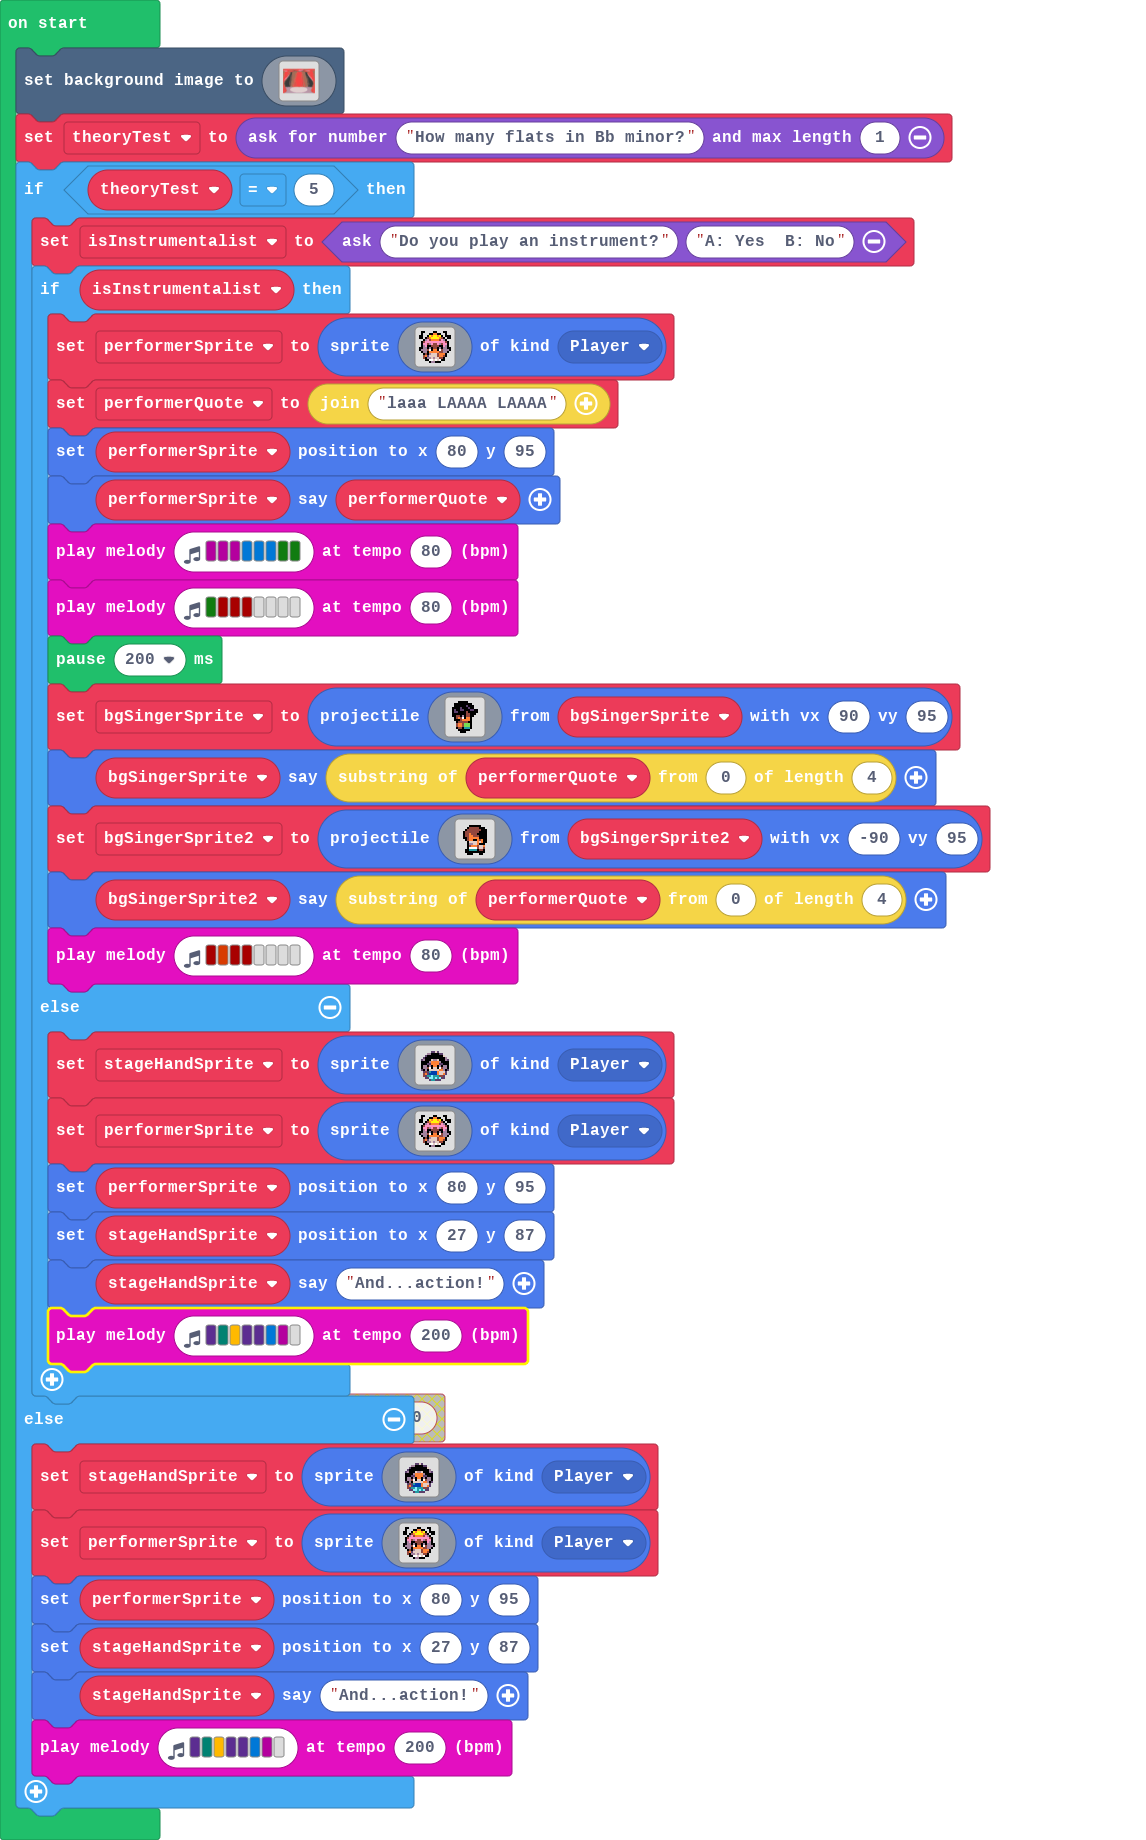 on start
set background image to
set theoryTest to ask for number "How many flats in Bb minor?" and max length 1
if theoryTest = 5 then
set isInstrumentalist to ask "Do you play an instrument?" "A: Yes  B: No"
if isInstrumentalist then
set performerSprite to sprite of kind Player
set performerQuote to join "laaa LAAAA LAAAA"
set performerSprite position to x 80 y 95
performerSprite say performerQuote
play melody at tempo 80 (bpm)
play melody at tempo 80 (bpm)
pause 200 ms
set bgSingerSprite to projectile from bgSingerSprite with vx 90 vy 95
bgSingerSprite say substring of performerQuote from 0 of length 4
set bgSingerSprite2 to projectile from bgSingerSprite2 with vx -90 vy 95
bgSingerSprite2 say substring of performerQuote from 0 of length 4
play melody at tempo 80 (bpm)
else
set stageHandSprite to sprite of kind Player
set performerSprite to sprite of kind Player
set performerSprite position to x 80 y 95
set stageHandSprite position to x 27 y 87
stageHandSprite say "And...action!"
play melody at tempo 200 (bpm)
else
set stageHandSprite to sprite of kind Player
set performerSprite to sprite of kind Player
set performerSprite position to x 80 y 95
set stageHandSprite position to x 27 y 87
stageHandSprite say "And...action!"
play melody at tempo 200 (bpm)